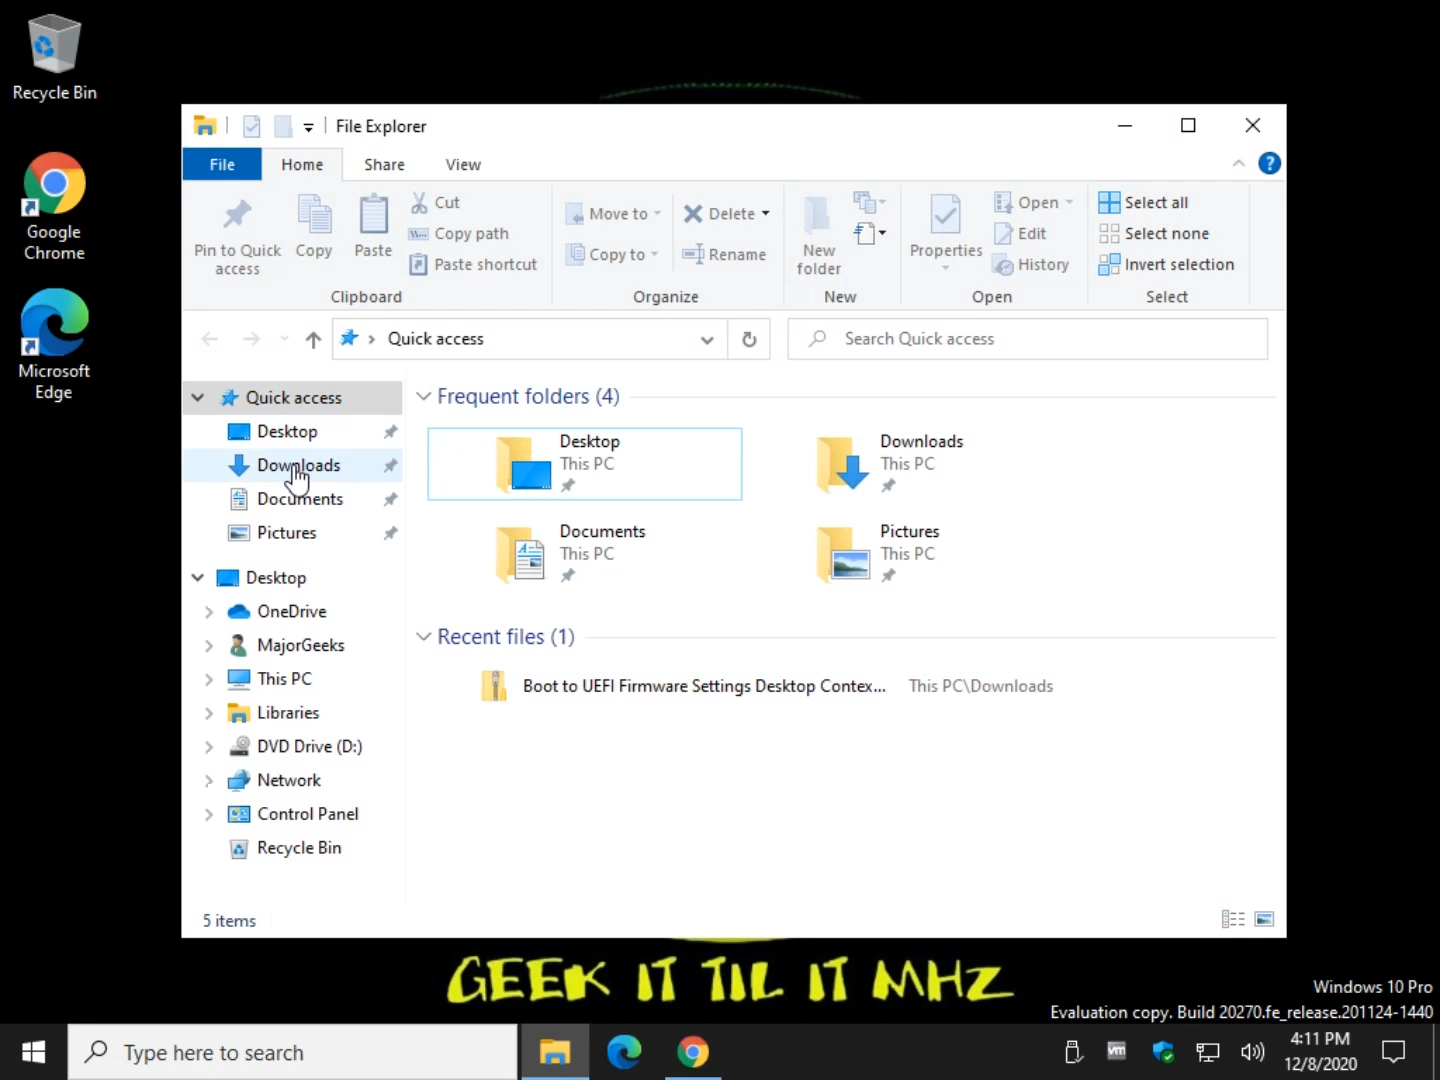 Recycle Bin
Google
Chrome
Microsoft
Edge
File Explorer
File
Home
Share
View
Pin to Quick
access
Copy
Paste
Cut
Copy path
Paste shortcut
Clipboard
Move to
Copy to
Delete
Rename
Organize
New
folder
New
Properties
Open
Edit
History
Open
Select all
Select none
Invert selection
Select
Quick access
Search Quick access
Quick access
Desktop
Downloads
Documents
Pictures
Desktop
OneDrive
MajorGeeks
This PC
Libraries
DVD Drive (D:)
Network
Control Panel
Recycle Bin
Frequent folders (4)
Desktop
This PC
Downloads
This PC
Documents
This PC
Pictures
This PC
Recent files (1)
Boot to UEFI Firmware Settings Desktop Contex... This PC\Downloads
5 items
GEEK IT TIL IT MHZ
Windows 10 Pro
Evaluation copy. Build 20270.fe_release.201124-1440
Type here to search
vm
4:11 PM
12/8/2020